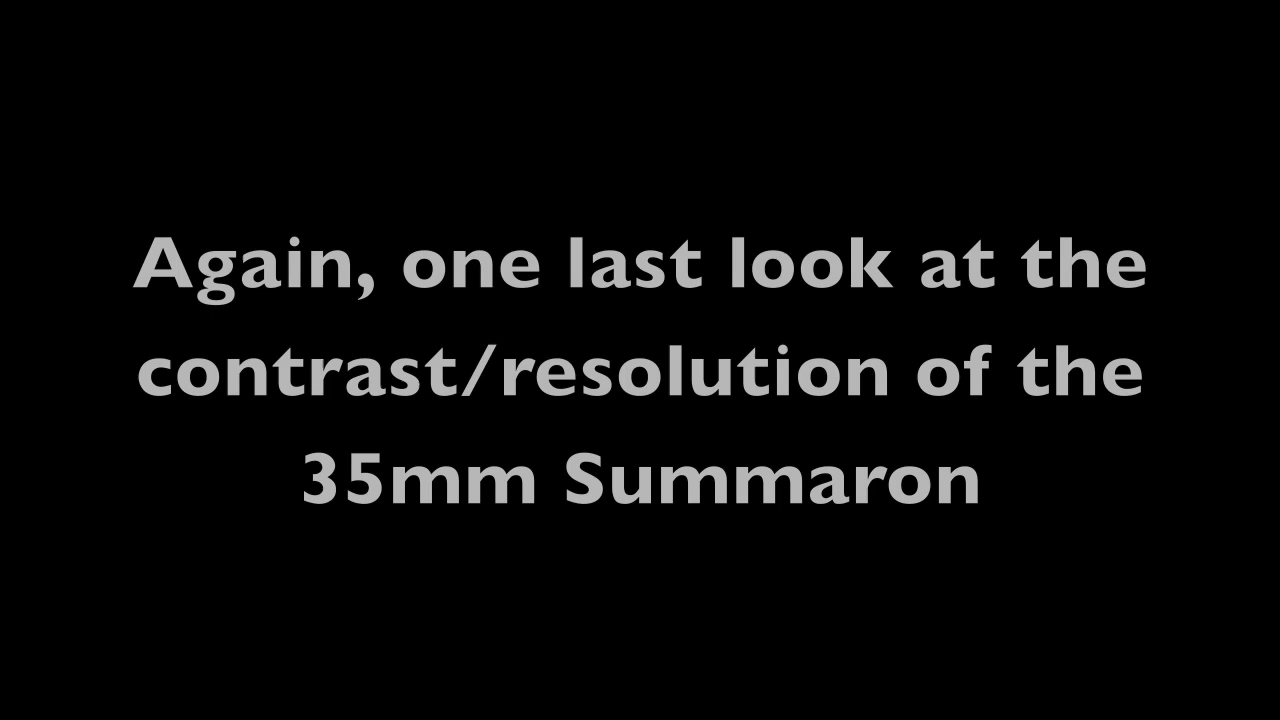 Again, one last look at the
contrast/resolution of the
35mm Summaron